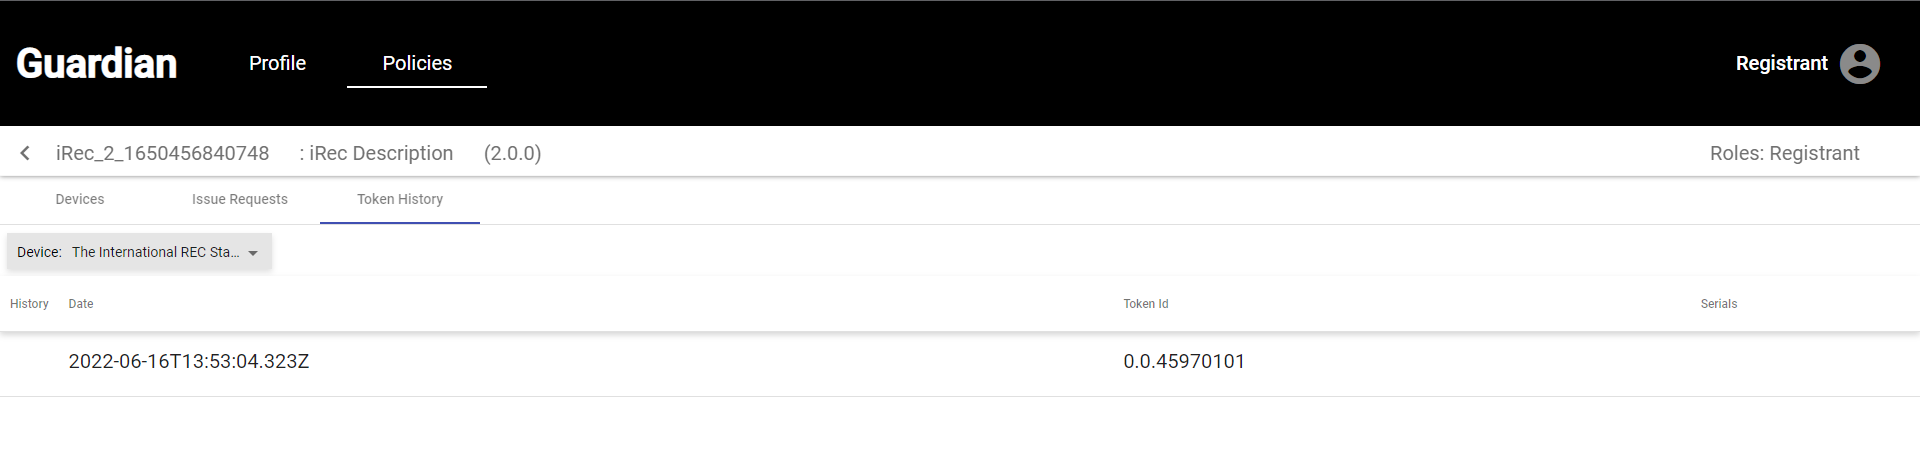 Guardian Profile Policies Registrant
iRec_2_1650456840748 : iRec Description (2.0.0) Roles: Registrant
Devices Issue Requests Token History
Device: The International REC Sta...
History Date Token Id Serials
2022-06-16T13:53:04.323Z 0.0.45970101